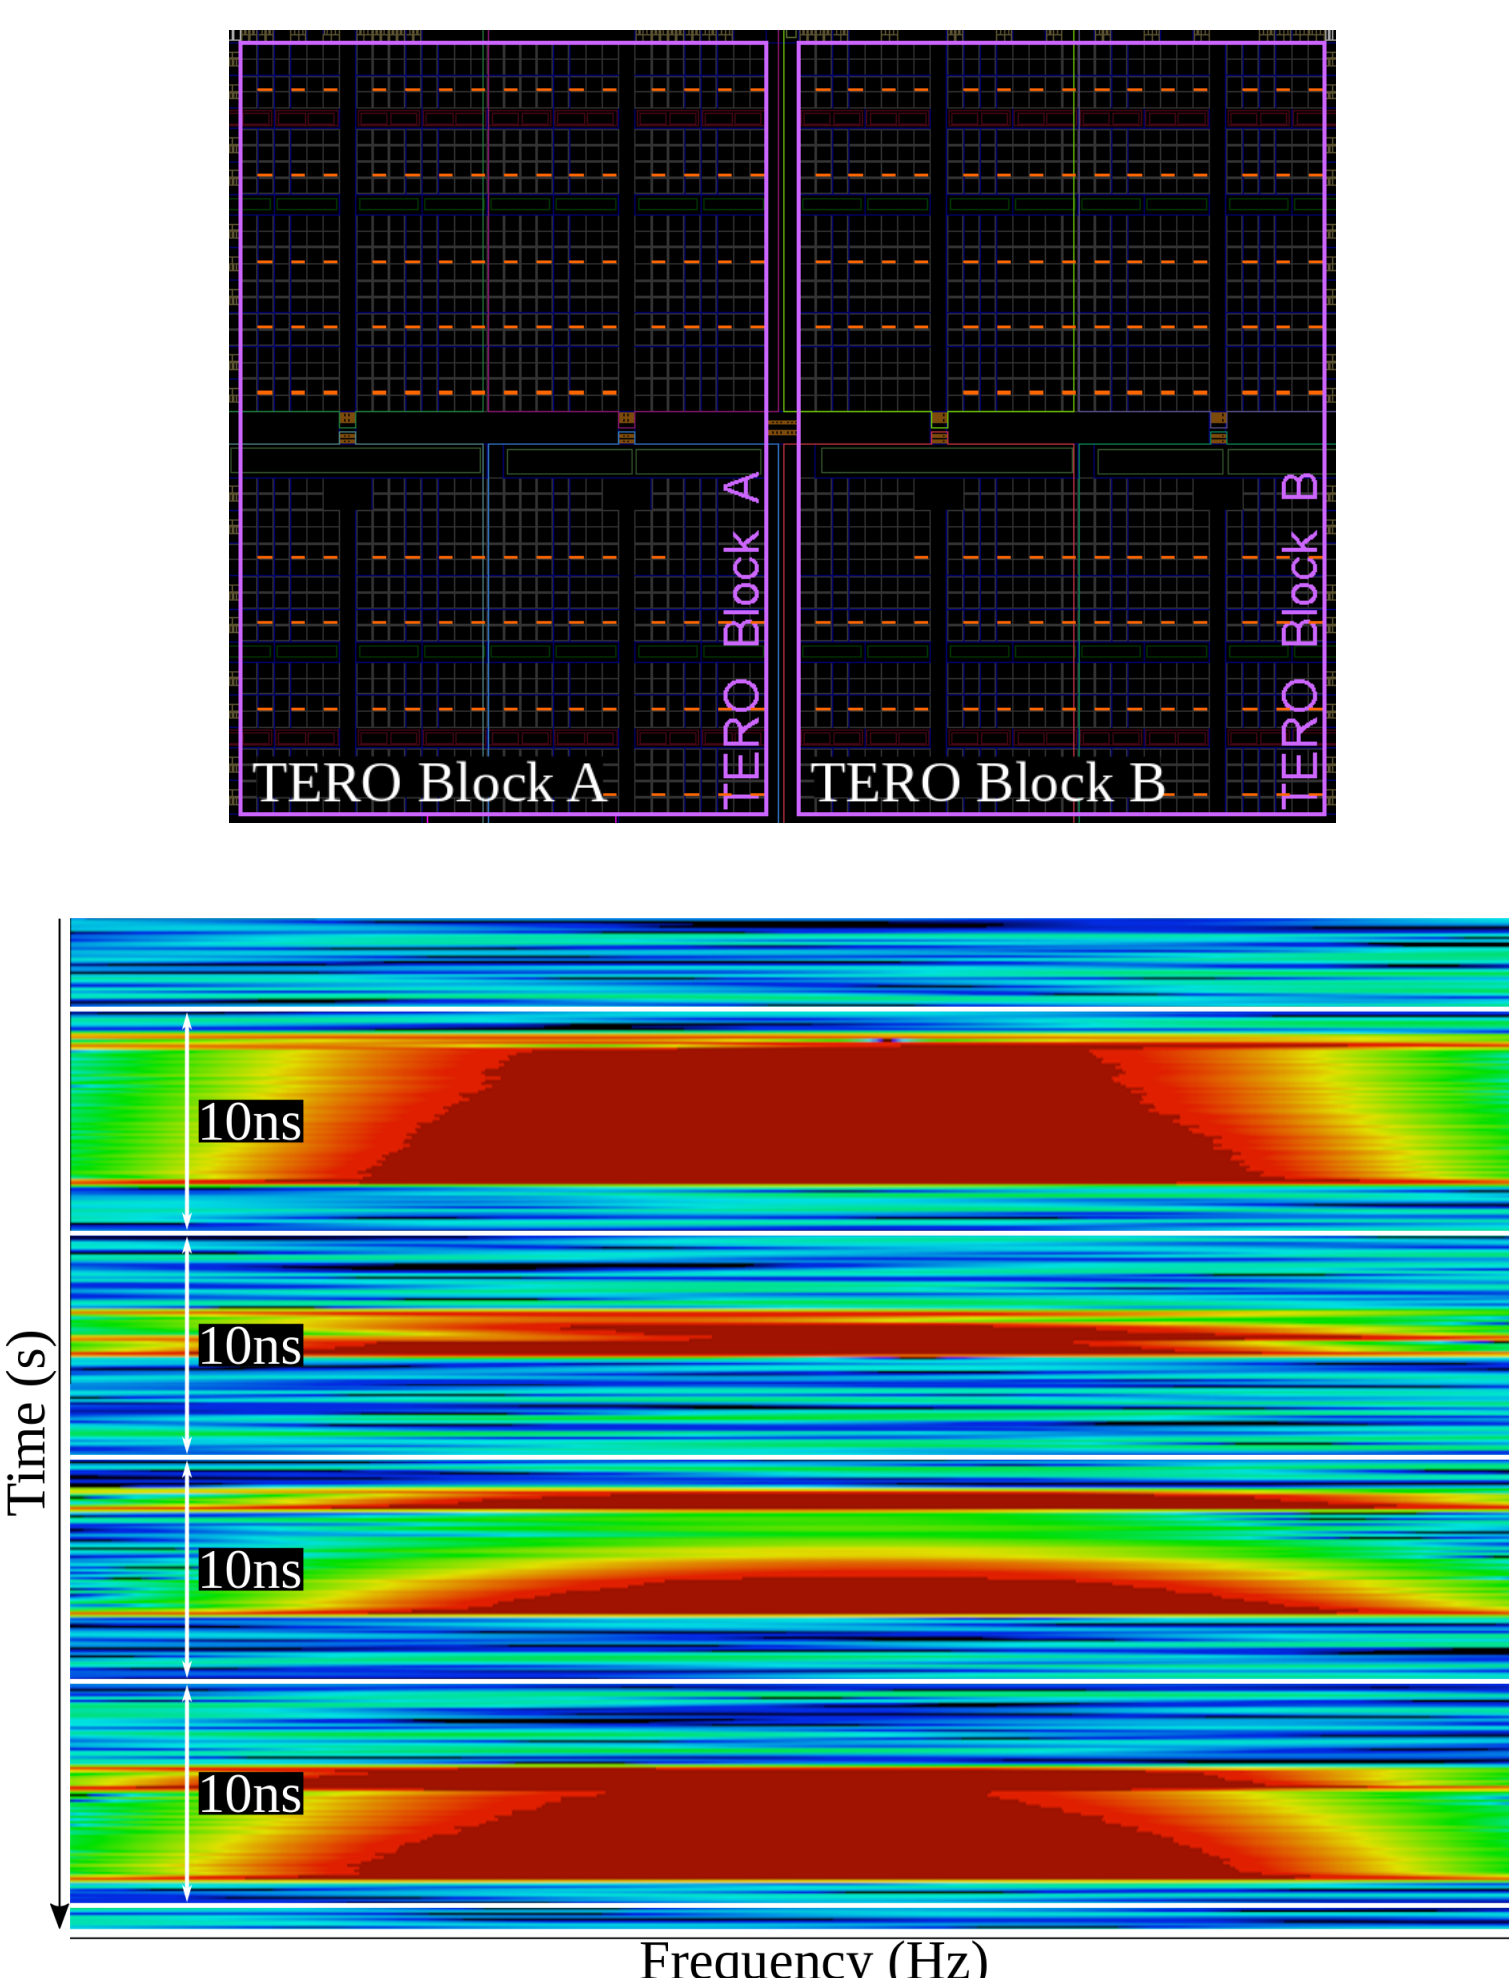 TERO Block A
TERO Block A
TERO Block B
TERO Block B
10ns
10ns
10ns
10ns
Time (s)
Frequency (Hz)